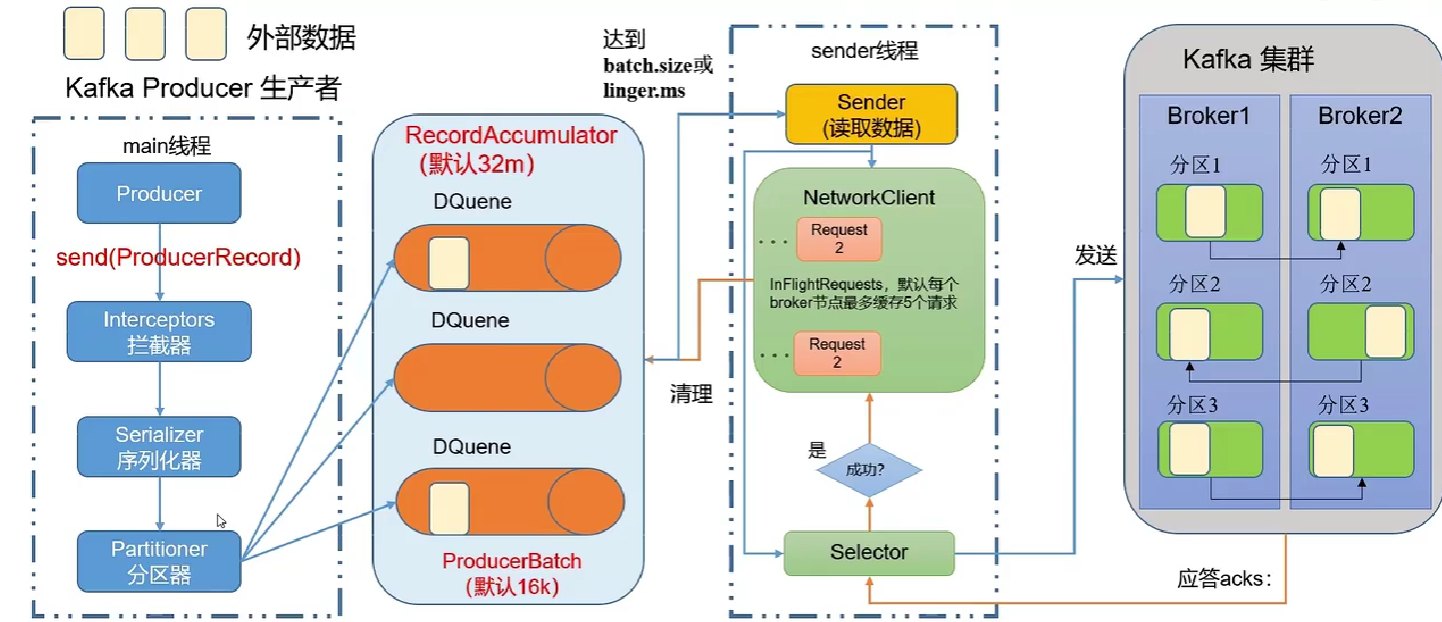 外部数据
Kafka Producer 生产者
main线程
Producer
send(ProducerRecord)
Interceptors
拦截器
Serializer
序列化器
Partitioner
分区器
RecordAccumulator
(默认32m)
DQuene
DQuene
DQuene
ProducerBatch
(默认16k)
达到
batch.size或
linger.ms
清理
sender线程
Sender
(读取数据)
NetworkClient
Request
2
...
InFlightRequests，默认每个
broker节点最多缓存5个请求
Request
2
...
是
成功?
Selector
发送
Kafka 集群
Broker1
分区1
分区2
分区3
Broker2
分区1
分区2
分区3
应答acks：